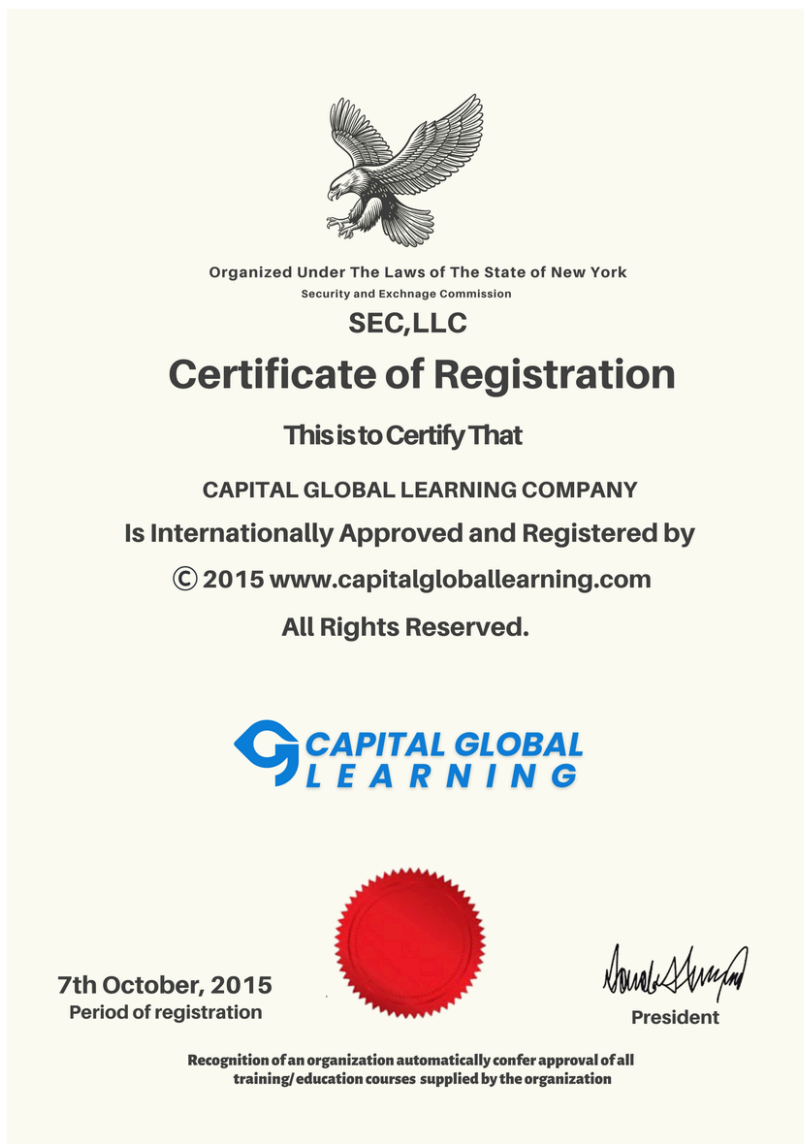 Organized Under The Laws of The State of New York
Security and Exchnage Commission
SEC,LLC
Certificate of Registration
This is to Certify That
CAPITAL GLOBAL LEARNING COMPANY
Is Internationally Approved and Registered by
© 2015 www.capitalgloballearning.com
All Rights Reserved.
CAPITAL GLOBAL
LEARNING
7th October, 2015
Period of registration
President
Recognition of an organization automatically confer approval of all
training/education courses supplied by the organization